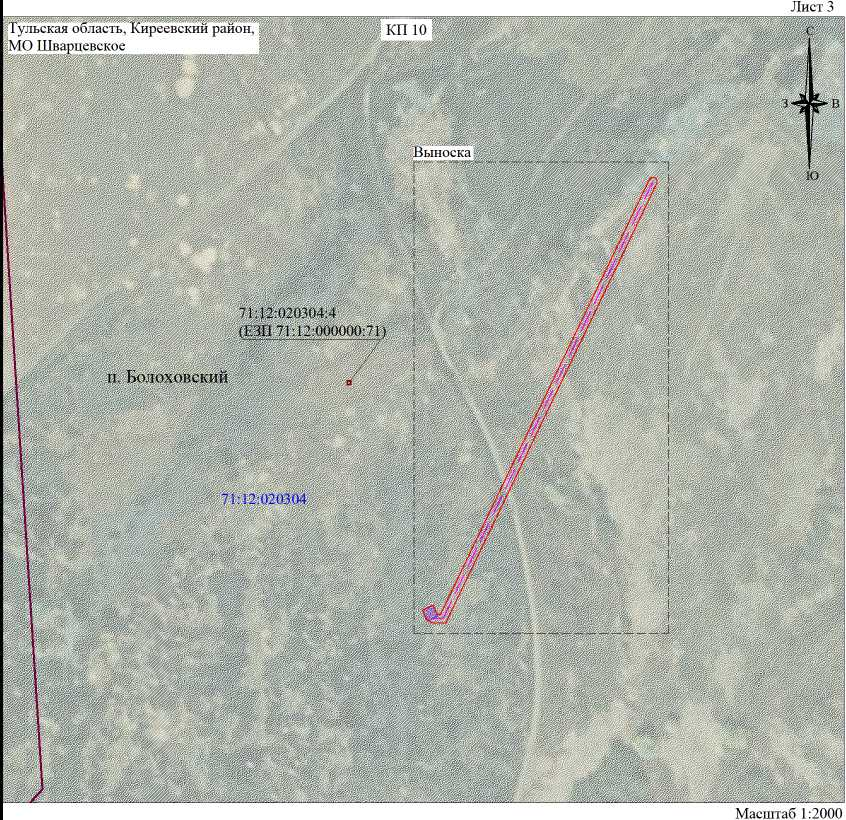 Лист 3
Тульская область, Киреевский район,
МО Шварцевское
КП 10
С
З
В
Ю
Выноска
71:12:020304:4
(ЕЗП 71:12:000000:71)
п. Болоховский
71:12:020304
Масштаб 1:2000